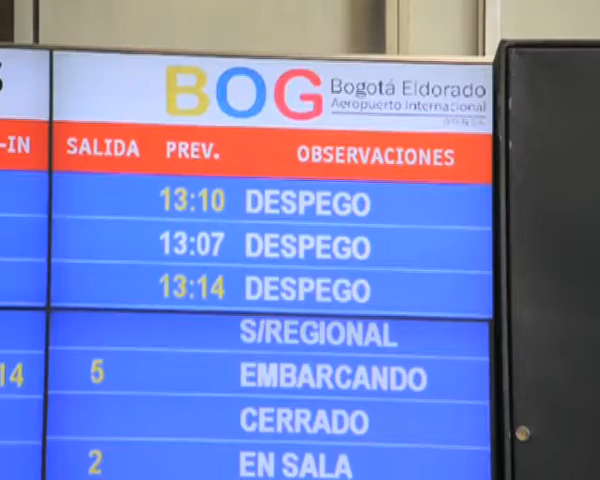 S
BOG Bogotá Eldorado
Aeropuerto Internacional
-IN SALIDA PREV. OBSERVACIONES
13:10 DESPEGO
13:07 DESPEGO
13:14 DESPEGO
S/REGIONAL
14 5 EMBARCANDO
CERRADO
2 EN SALA